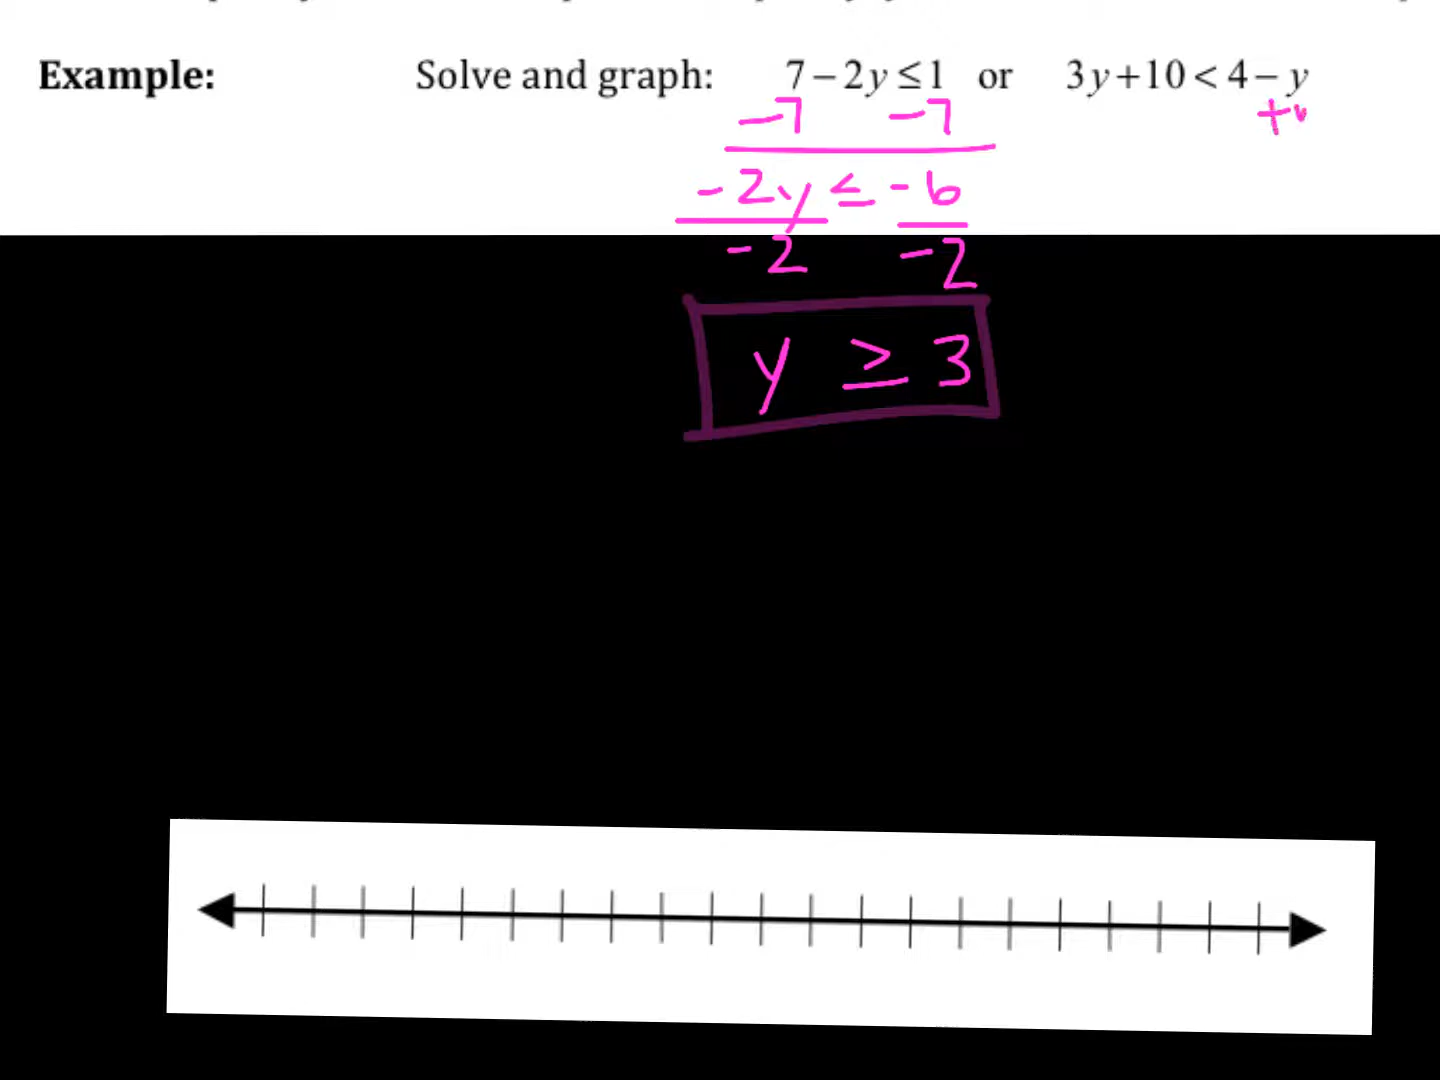 Example: Solve and graph: 7 − 2y ≤ 1 or 3y + 10 < 4 − y
−7 −7 +
−2y ≤ −6
−2 −2
y ≥ 3